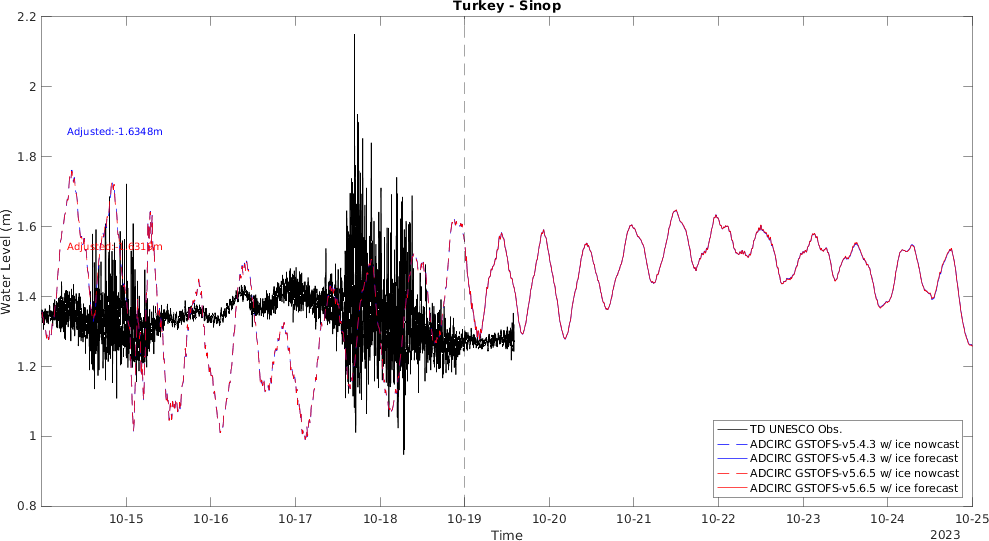 Turkey - Sinop
2.2
2
1.8
1.6
1.4
1.2
1
0.8
Water Level (m)
Adjusted:-1.6348m
TD UNESCO Obs.
ADCIRC GSTOFS-v5.4.3 w/ ice nowcast
ADCIRC GSTOFS-v5.4.3 w/ ice forecast
ADCIRC GSTOFS-v5.6.5 w/ ice nowcast
ADCIRC GSTOFS-v5.6.5 w/ ice forecast
10-15 10-16 10-17 10-18 10-19 10-20 10-21 10-22 10-23 10-24 10-25
Time
2023